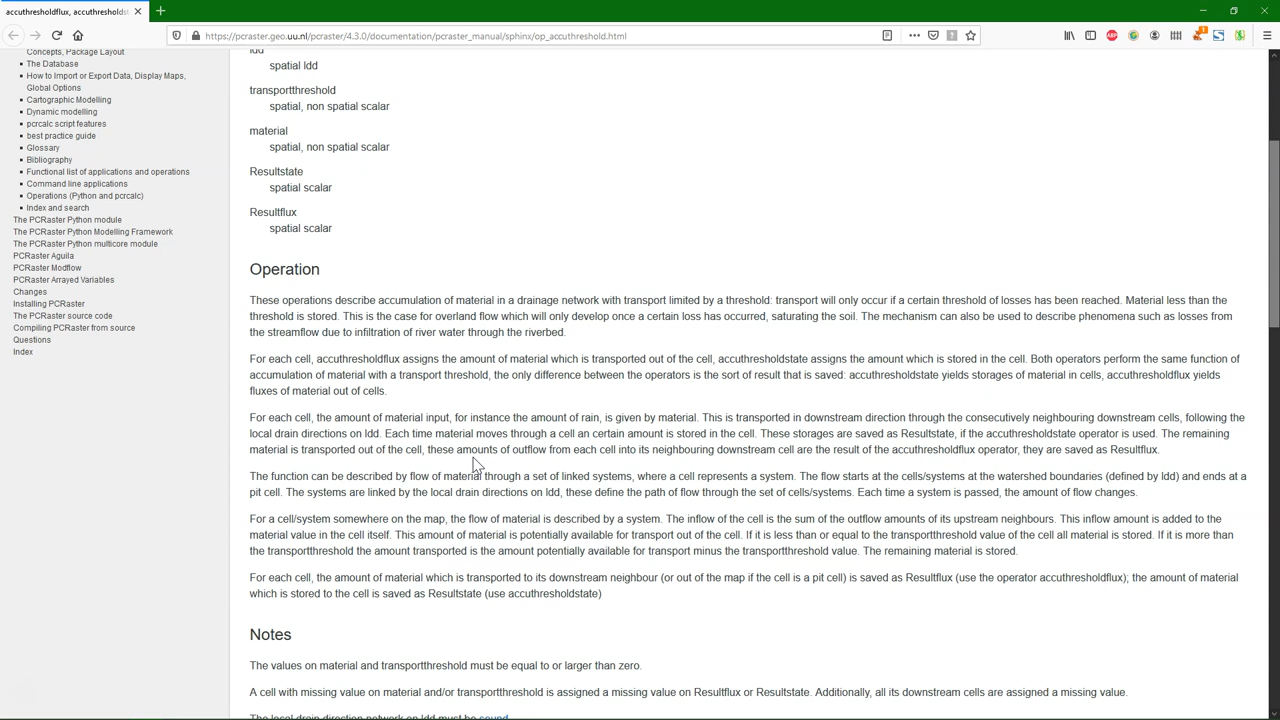 accuthresholdflux, accuthresholdst
https://pcraster.geo.uu.nl/pcraster/4.3.0/documentation/pcraster_manual/sphinx/op_accuthreshold.html
Concepts, Package Layout
The Database
How to Import or Export Data, Display Maps,
Global Options
Cartographic Modelling
Dynamic modelling
pcrcalc script features
best practice guide
Glossary
Bibliography
Functional list of applications and operations
Command line applications
Operations (Python and pcrcalc)
Index and search
The PCRaster Python module
The PCRaster Python Modelling Framework
The PCRaster Python multicore module
PCRaster Aguila
PCRaster Modflow
PCRaster Arrayed Variables
Changes
Installing PCRaster
The PCRaster source code
Compiling PCRaster from source
Questions
Index
ldd
spatial ldd
transportthreshold
spatial, non spatial scalar
material
spatial, non spatial scalar
Resultstate
spatial scalar
Resultflux
spatial scalar
Operation
These operations describe accumulation of material in a drainage network with transport limited by a threshold: transport will only occur if a certain threshold of losses has been reached. Material less than the
threshold is stored. This is the case for overland flow which will only develop once a certain loss has occurred, saturating the soil. The mechanism can also be used to describe phenomena such as losses from
the streamflow due to infiltration of river water through the riverbed.
For each cell, accuthresholdflux assigns the amount of material which is transported out of the cell, accuthresholdstate assigns the amount which is stored in the cell. Both operators perform the same function of
accumulation of material with a transport threshold, the only difference between the operators is the sort of result that is saved: accuthresholdstate yields storages of material in cells, accuthresholdflux yields
fluxes of material out of cells.
For each cell, the amount of material input, for instance the amount of rain, is given by material. This is transported in downstream direction through the consecutively neighbouring downstream cells, following the
local drain directions on ldd. Each time material moves through a cell an certain amount is stored in the cell. These storages are saved as Resultstate, if the accuthresholdstate operator is used. The remaining
material is transported out of the cell, these amounts of outflow from each cell into its neighbouring downstream cell are the result of the accuthresholdflux operator, they are saved as Resultflux.
The function can be described by flow of material through a set of linked systems, where a cell represents a system. The flow starts at the cells/systems at the watershed boundaries (defined by ldd) and ends at a
pit cell. The systems are linked by the local drain directions on ldd, these define the path of flow through the set of cells/systems. Each time a system is passed, the amount of flow changes.
For a cell/system somewhere on the map, the flow of material is described by a system. The inflow of the cell is the sum of the outflow amounts of its upstream neighbours. This inflow amount is added to the
material value in the cell itself. This amount of material is potentially available for transport out of the cell. If it is less than or equal to the transportthreshold value of the cell all material is stored. If it is more than
the transportthreshold the amount transported is the amount potentially available for transport minus the transportthreshold value. The remaining material is stored.
For each cell, the amount of material which is transported to its downstream neighbour (or out of the map if the cell is a pit cell) is saved as Resultflux (use the operator accuthresholdflux); the amount of material
which is stored to the cell is saved as Resultstate (use accuthresholdstate)
Notes
The values on material and transportthreshold must be equal to or larger than zero.
A cell with missing value on material and/or transportthreshold is assigned a missing value on Resultflux or Resultstate. Additionally, all its downstream cells are assigned a missing value.
The local drain direction network on ldd must be sound.